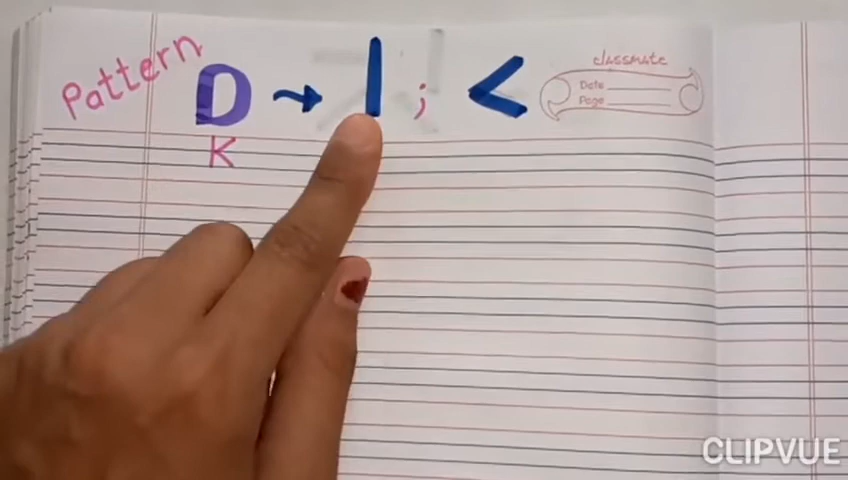 Pattern D → | ; <
K
classmate
Date
Page
CLIPVUE